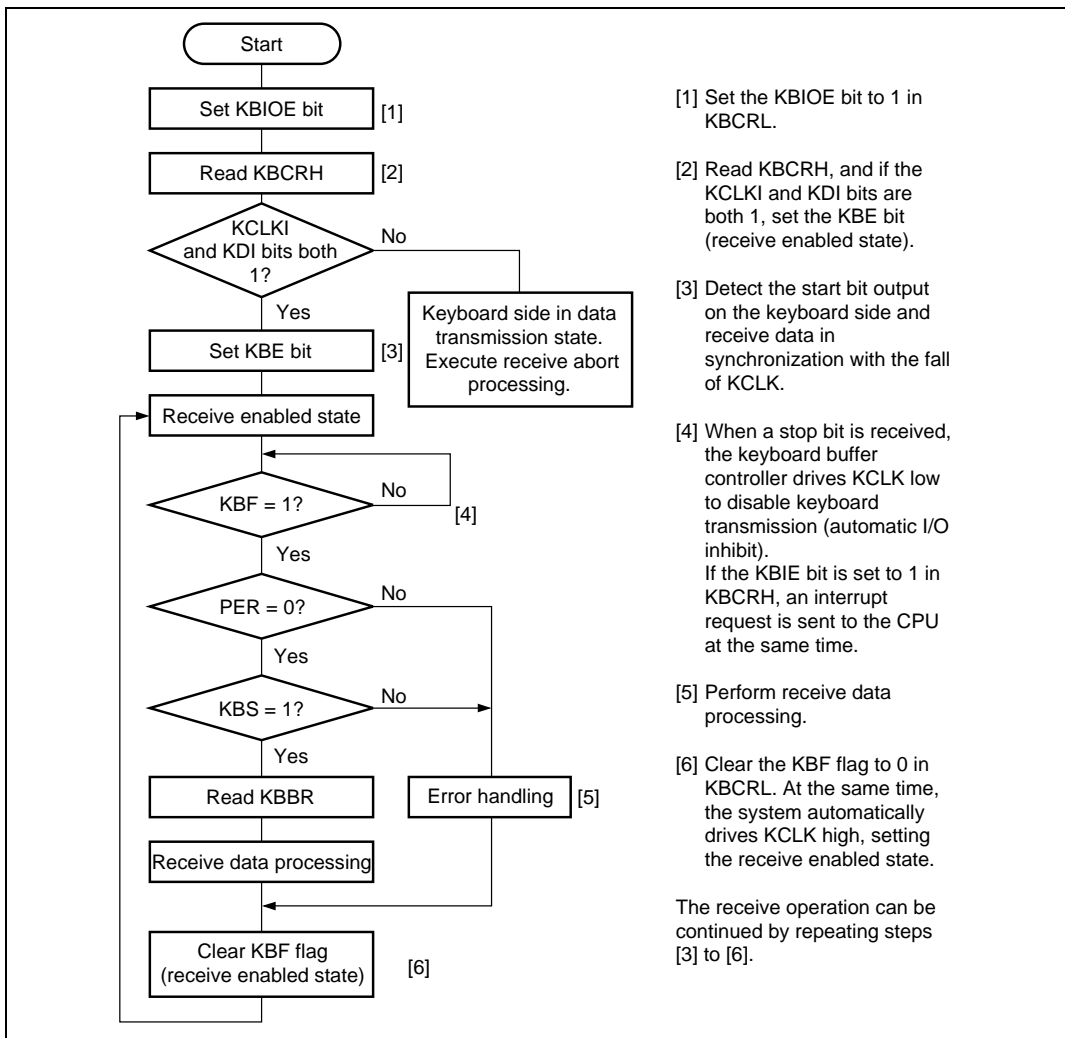 Start
Set KBIOE bit
[1]
Read KBCRH
[2]
KCLKI
and KDI bits both
1?
No
Yes
Keyboard side in data
transmission state.
Execute receive abort
processing.
Set KBE bit
[3]
Receive enabled state
KBF = 1?
No
[4]
Yes
PER = 0?
No
Yes
KBS = 1?
No
Yes
Read KBBR
Error handling
[5]
Receive data processing
Clear KBF flag
(receive enabled state)
[6]
[1] Set the KBIOE bit to 1 in
KBCRL.
[2] Read KBCRH, and if the
KCLKI and KDI bits are
both 1, set the KBE bit
(receive enabled state).
[3] Detect the start bit output
on the keyboard side and
receive data in
synchronization with the fall
of KCLK.
[4] When a stop bit is received,
the keyboard buffer
controller drives KCLK low
to disable keyboard
transmission (automatic I/O
inhibit).
If the KBIE bit is set to 1 in
KBCRH, an interrupt
request is sent to the CPU
at the same time.
[5] Perform receive data
processing.
[6] Clear the KBF flag to 0 in
KBCRL. At the same time,
the system automatically
drives KCLK high, setting
the receive enabled state.
The receive operation can be
continued by repeating steps
[3] to [6].